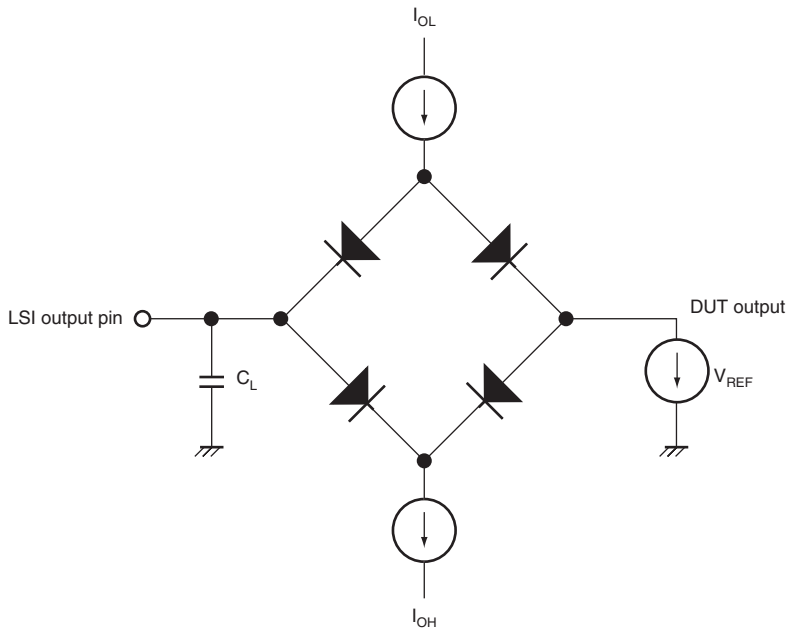 I_OL
LSI output pin
C_L
DUT output
V_REF
I_OH